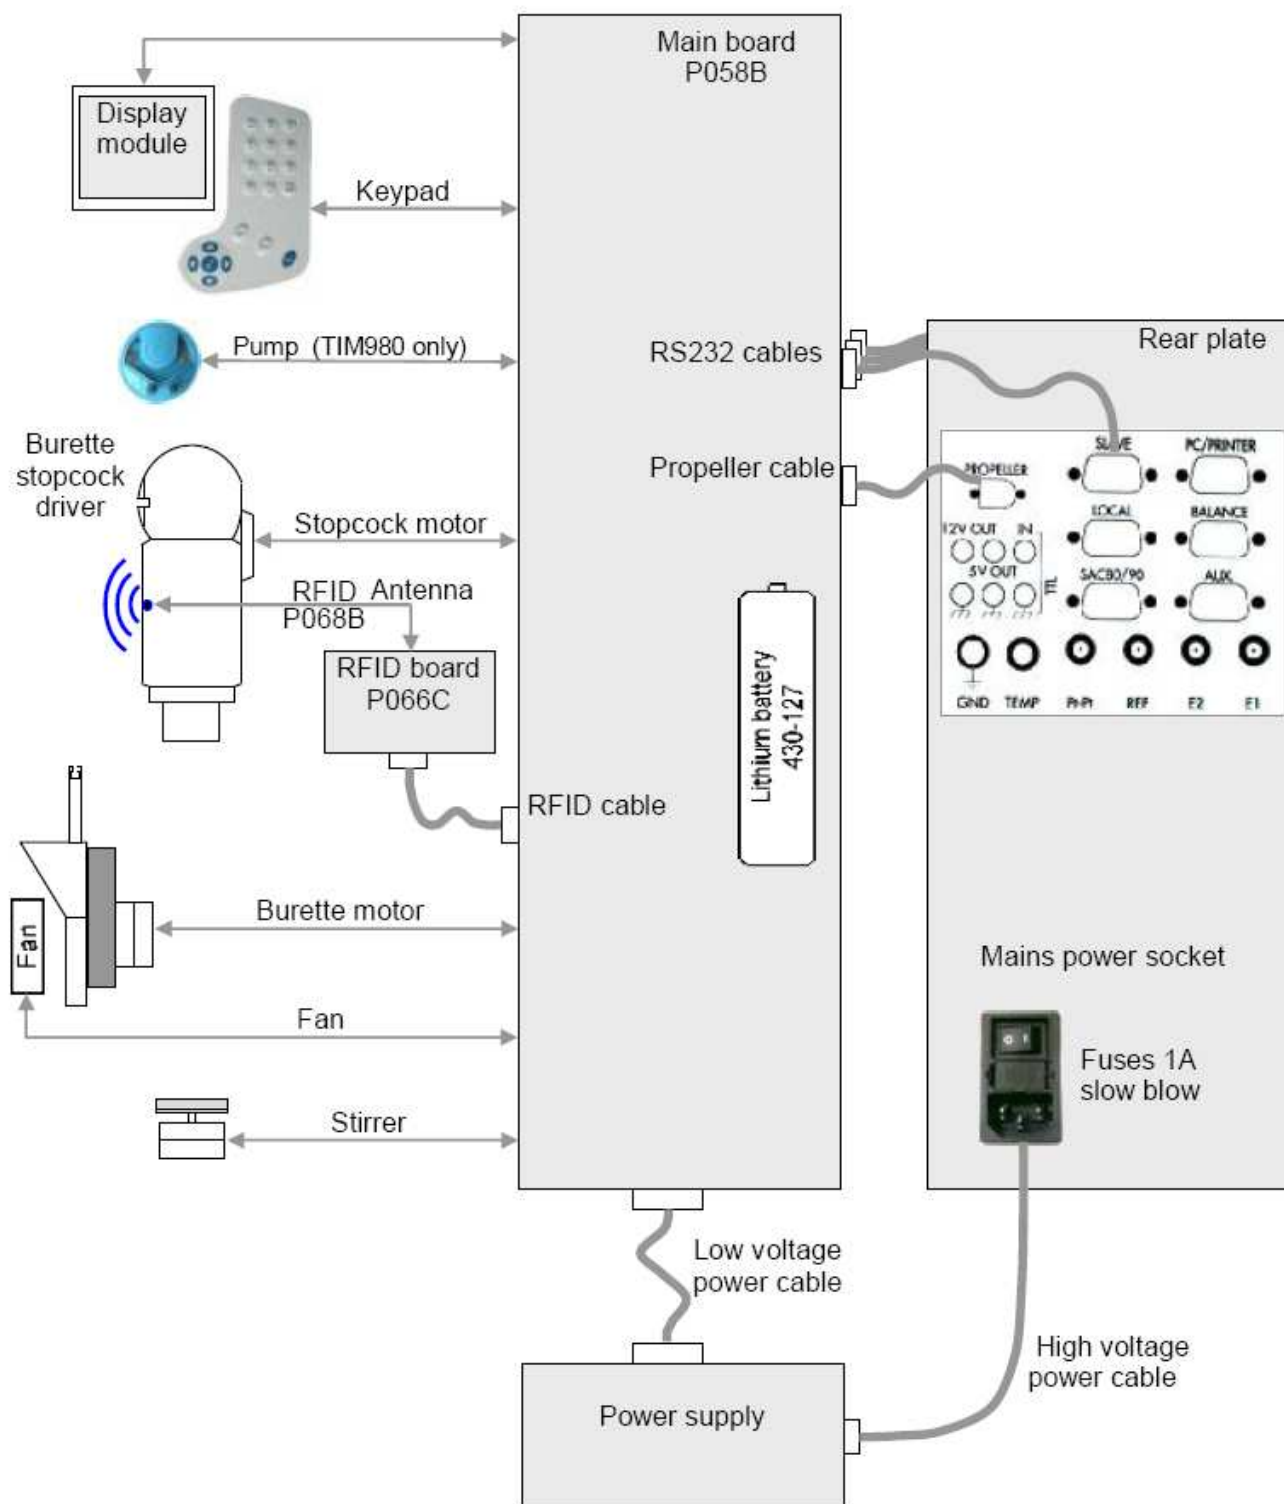 Main board
P058B
Display
module
Keypad
Pump (TIM980 only)
RS232 cables
Rear plate
Burette
stopcock
driver
Propeller cable
SLAVE
PC/PRINTER
PROPELLER
Stopcock motor
LOCAL
BALANCE
12V OUT
IN
5V OUT
TTL
SAC80/90
AUX.
RFID Antenna
P068B
RFID board
P066C
Lithium battery
430-127
GND
TEMP
Pt-Pt
REF
E2
E1
RFID cable
Burette motor
Fan
Mains power socket
Fan
0 1
Fuses 1A
slow blow
Stirrer
Low voltage
power cable
High voltage
power cable
Power supply